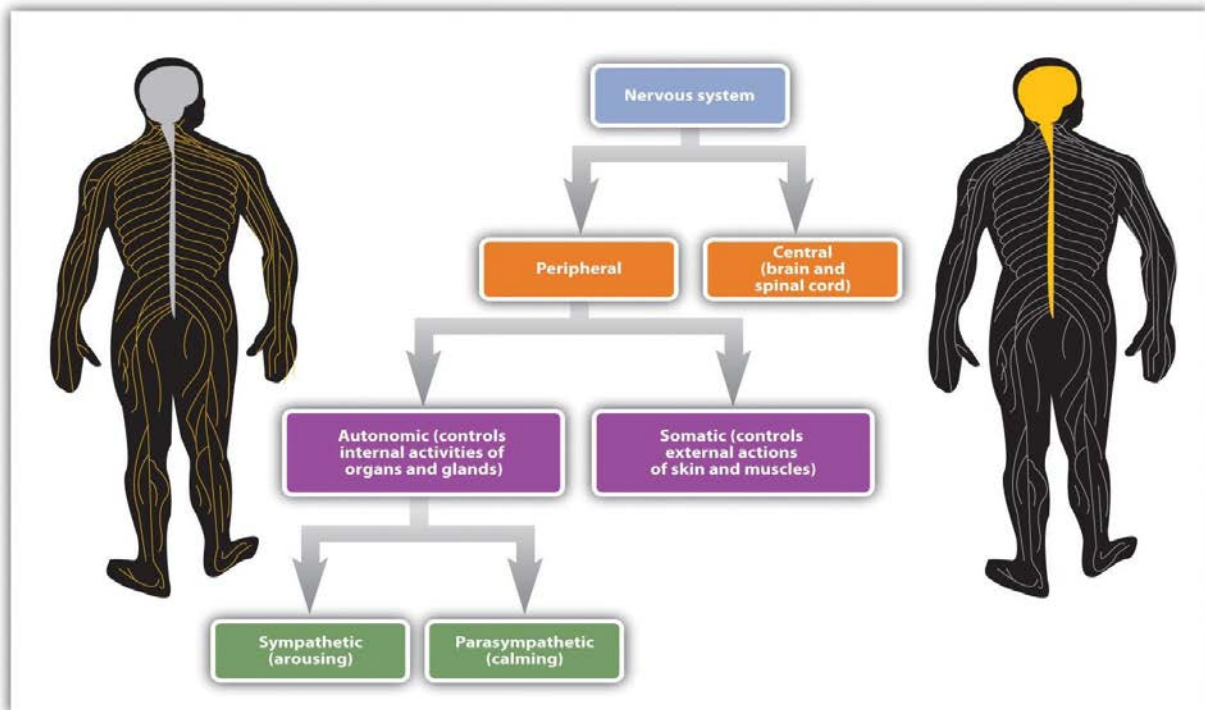 Nervous system
Peripheral
Central
(brain and
spinal cord)
Autonomic (controls
internal activities of
organs and glands)
Somatic (controls
external actions
of skin and muscles)
Sympathetic
(arousing)
Parasympathetic
(calming)